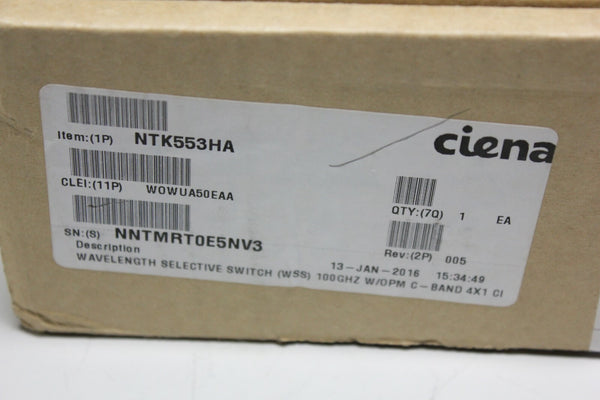 ciena
Item:(1P) NTK553HA
CLEI:(11P) WOWUA50EAA
QTY:(7Q) 1 EA
SN:(S) NNTMRT0E5NV3
Rev:(2P) 005
Description
13-JAN-2016 15:34:49
WAVELENGTH SELECTIVE SWITCH (WSS) 100GHZ W/OPM C-BAND 4X1 CI